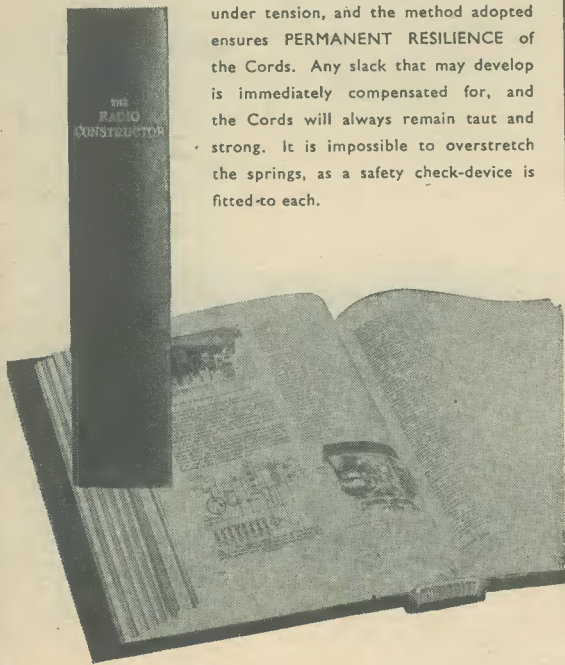 under tension, and the method adopted
ensures PERMANENT RESILIENCE of
the Cords. Any slack that may develop
is immediately compensated for, and
the Cords will always remain taut and
strong. It is impossible to overstretch
the springs, as a safety check-device is
fitted to each.
THE
RADIO
CONSTRUCTOR